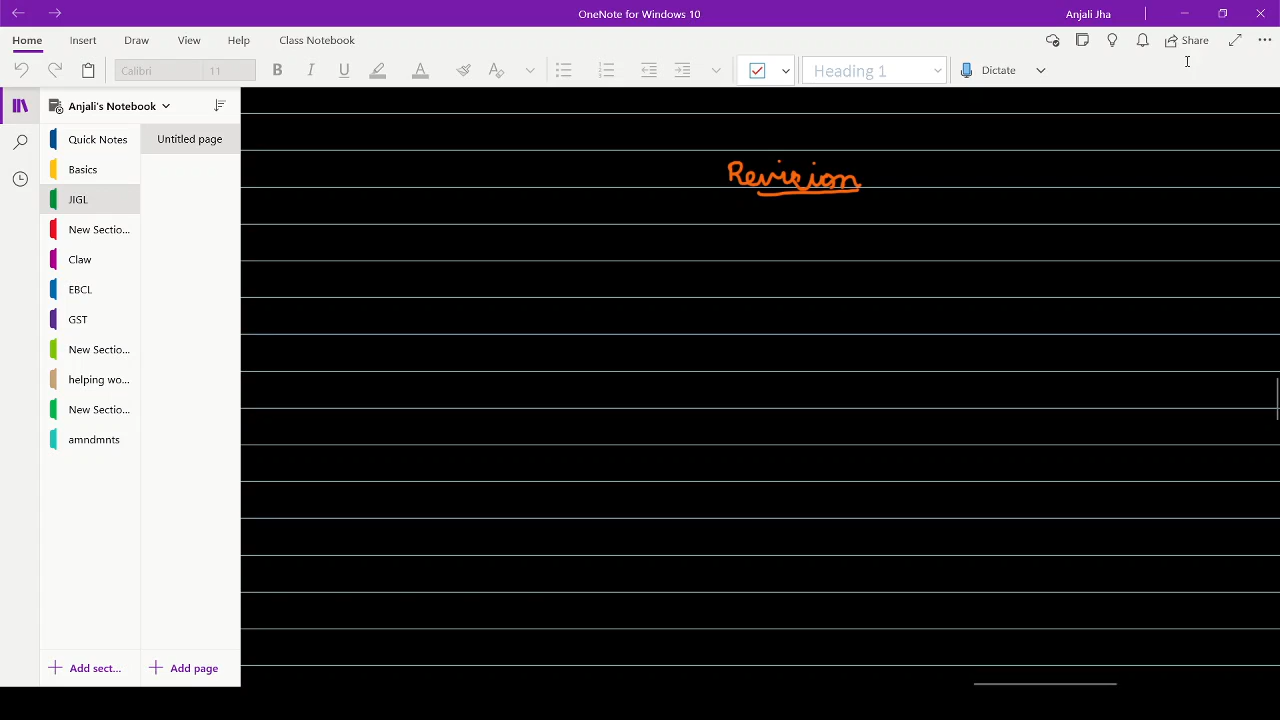 OneNote for Windows 10
Anjali Jha
Home Insert Draw View Help Class Notebook Share
Calibri 11 B I U A A Heading 1 Dictate
Anjali's Notebook
Quick Notes
Basics
JIGL
New Sectio...
Claw
EBCL
GST
New Sectio...
helping wo...
New Sectio...
amndmnts
Add sect...
Untitled page
Add page
Revision